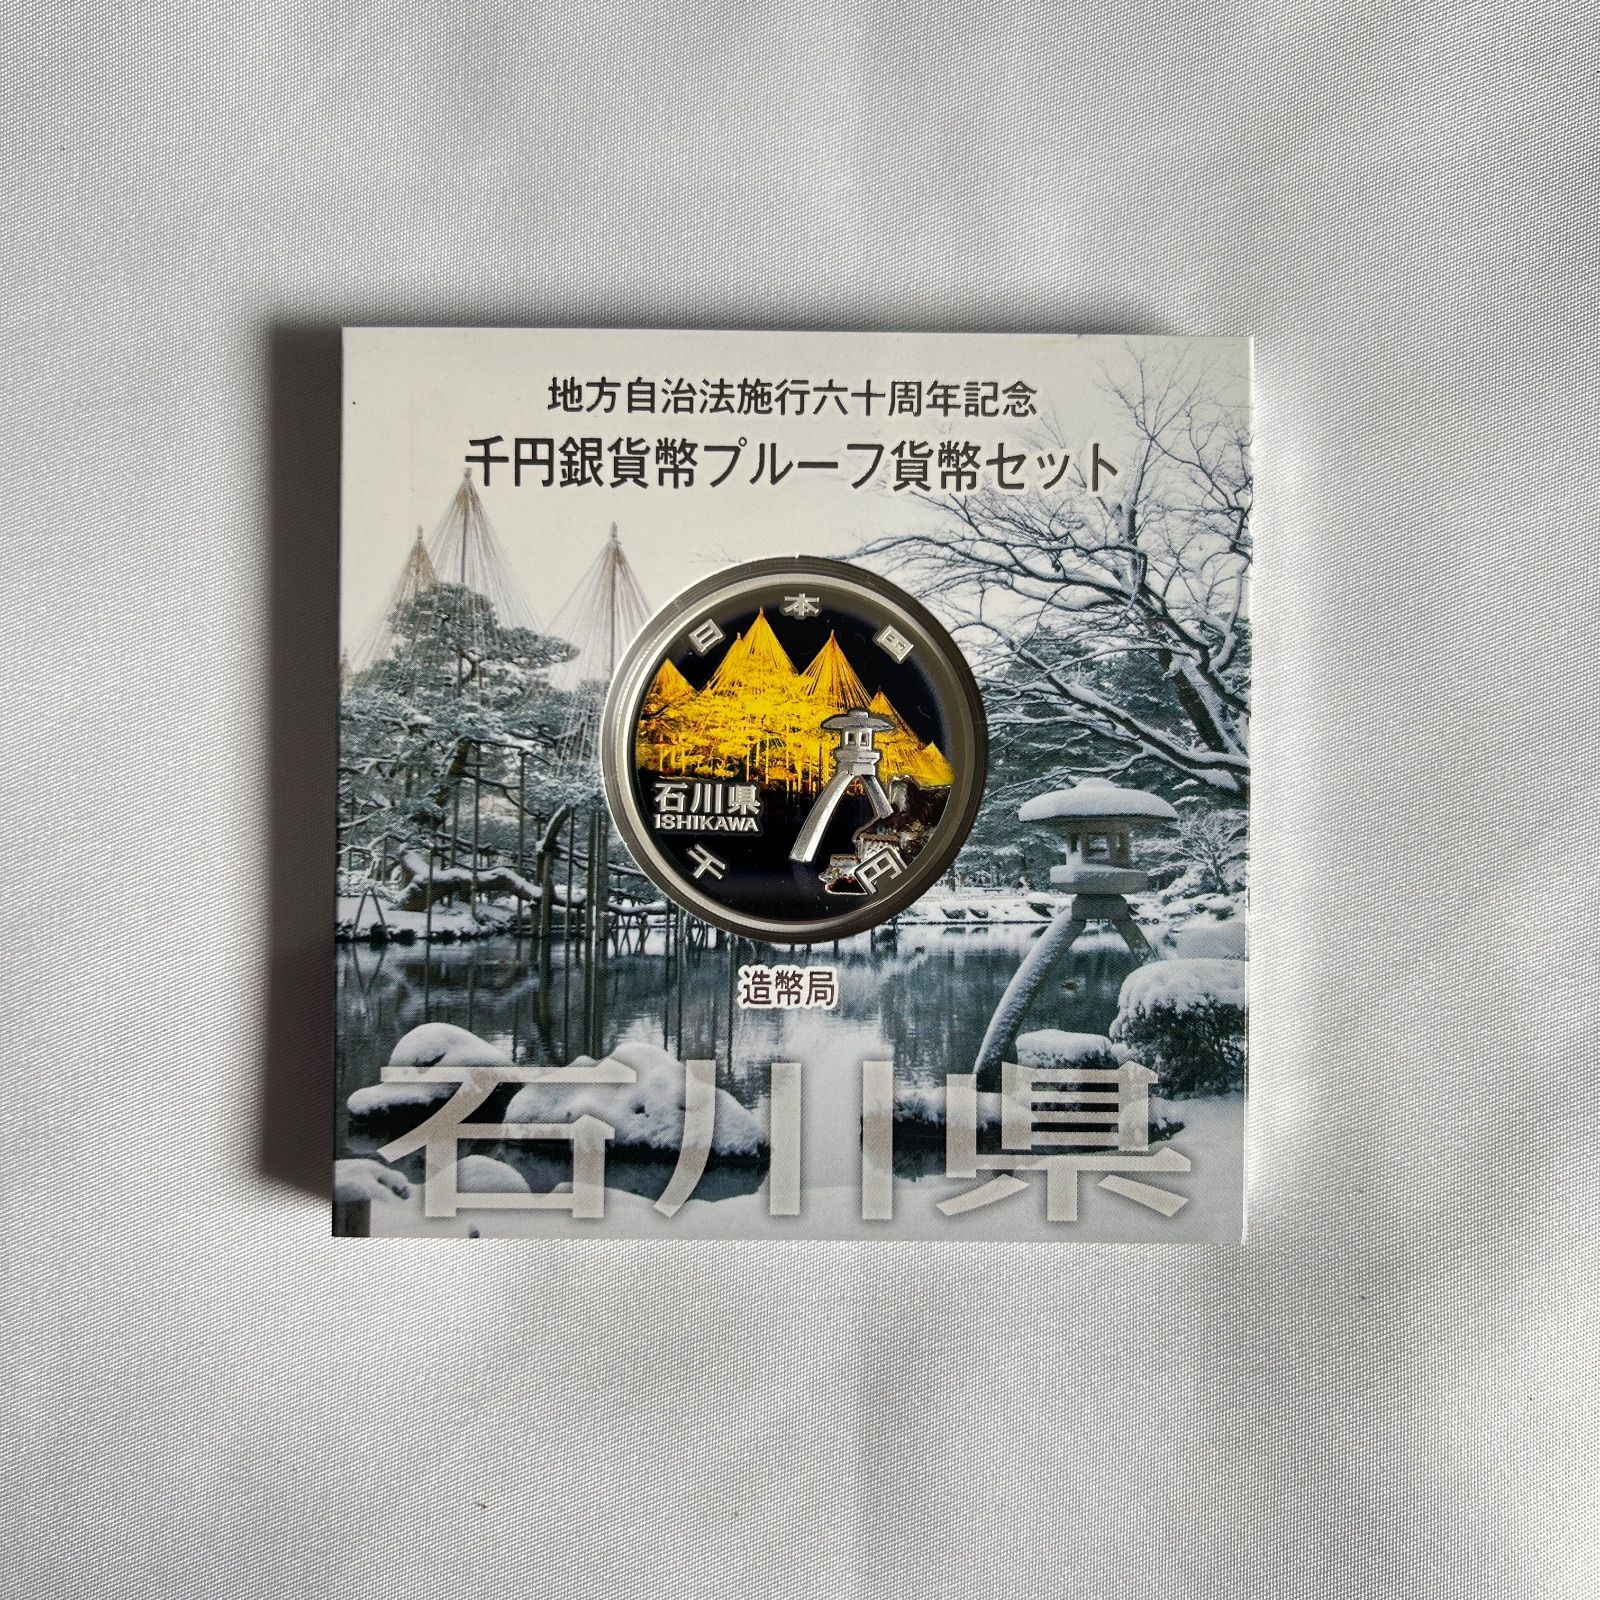 地方自治法施行六十周年記念
千円銀貨幣プルーフ貨幣セット
日本国
石川県
ISHIKAWA
千円
造幣局
石川県